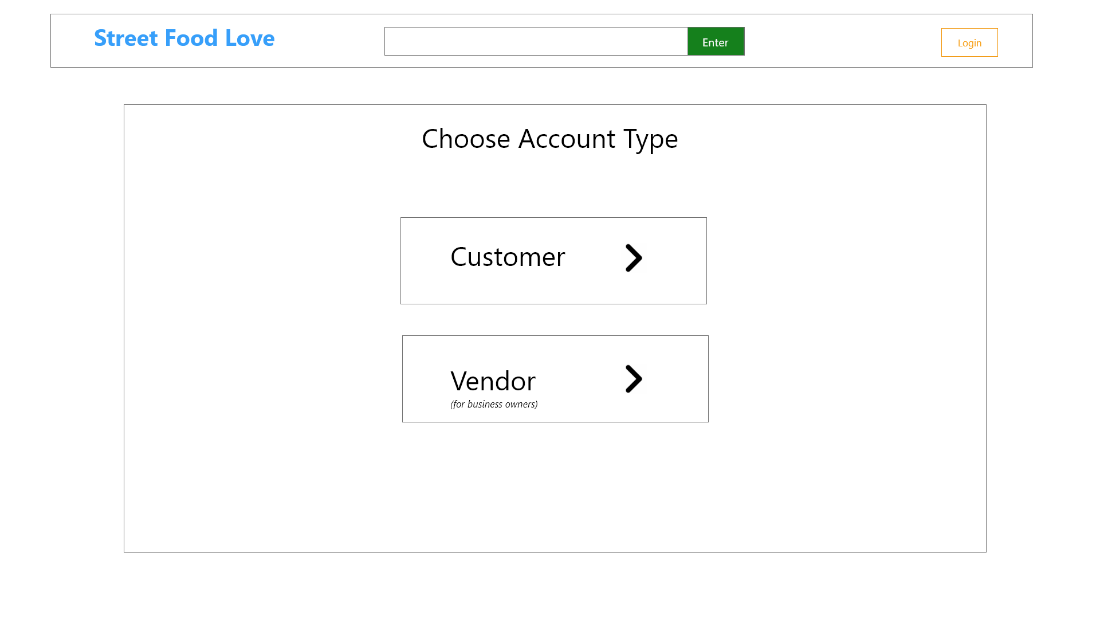 Street Food Love
Enter
Login
Choose Account Type
Customer
Vendor
(for business owners)